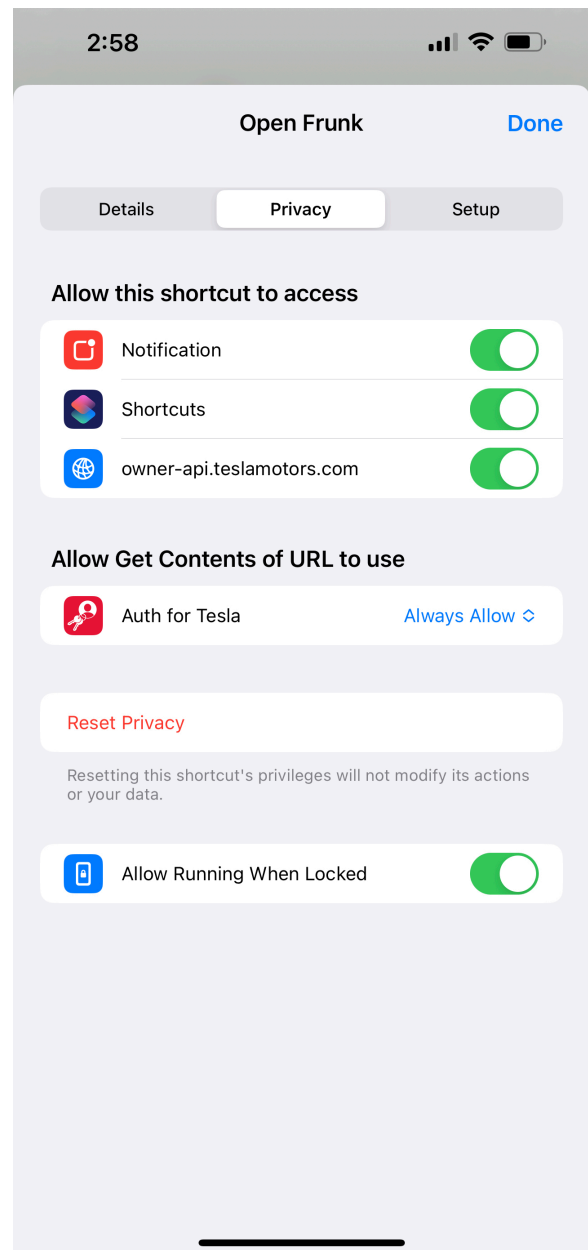 2:58
Open Frunk
Done
Details
Privacy
Setup
Allow this shortcut to access
Notification
Shortcuts
owner-api.teslamotors.com
Allow Get Contents of URL to use
Auth for Tesla
Always Allow
Reset Privacy
Resetting this shortcut's privileges will not modify its actions
or your data.
Allow Running When Locked